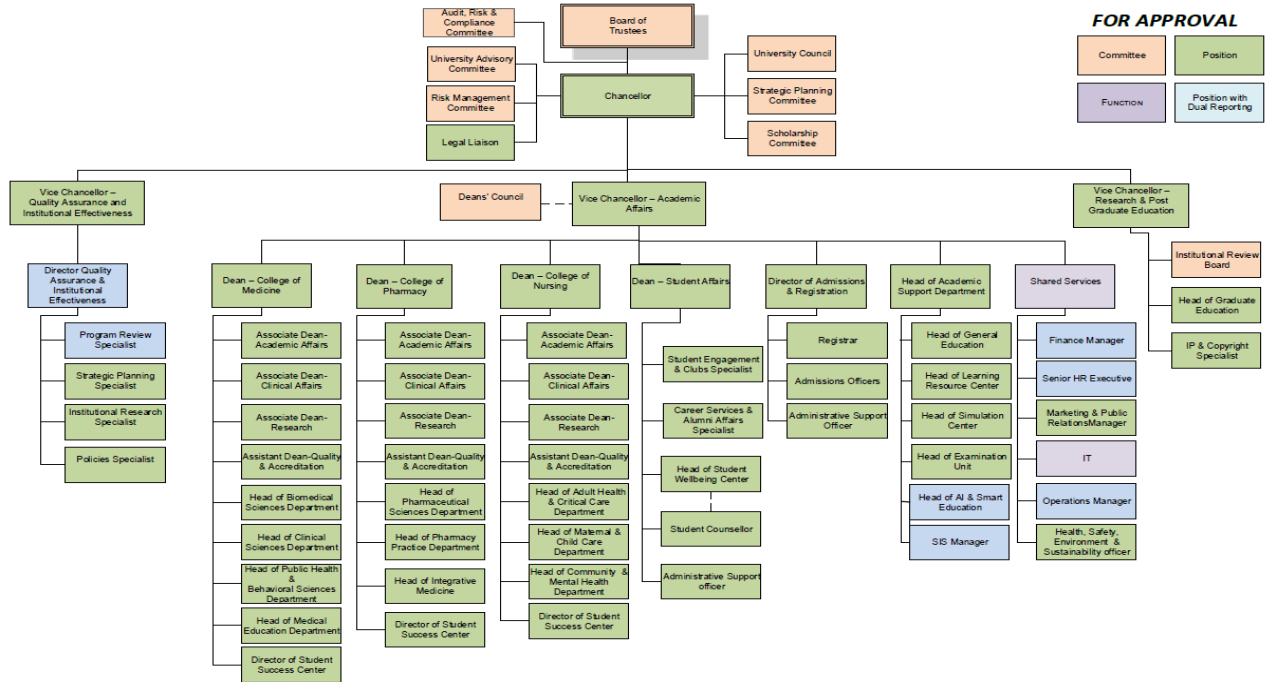 Audit, Risk &
Compliance
Committee
Board of
Trustees
FOR APPROVAL
Committee
Position
FUNCTION
Position with
Dual Reporting
University Advisory
Committee
Risk Management
Committee
Legal Liaison
Chancellor
University Council
Strategic Planning
Committee
Scholarship
Committee
Vice Chancellor –
Quality Assurance and
Institutional Effectiveness
Deans' Council
Vice Chancellor – Academic
Affairs
Vice Chancellor –
Research & Post
Graduate Education
Director Quality
Assurance &
Institutional
Effectiveness
Program Review
Specialist
Strategic Planning
Specialist
Institutional Research
Specialist
Policies Specialist
Dean – College of
Medicine
Associate Dean-
Academic Affairs
Associate Dean-
Clinical Affairs
Associate Dean-
Research
Assistant Dean-Quality
& Accreditation
Head of Biomedical
Sciences Department
Head of Clinical
Sciences Department
Head of Public Health
&
Behavioral Sciences
Department
Head of Medical
Education Department
Director of Student
Success Center
Dean – College of
Pharmacy
Associate Dean-
Academic Affairs
Associate Dean-
Clinical Affairs
Associate Dean-
Research
Assistant Dean-Quality
& Accreditation
Head of
Pharmaceutical
Sciences Department
Head of Pharmacy
Practice Department
Head of Integrative
Medicine
Director of Student
Success Center
Dean – College of
Nursing
Associate Dean-
Academic Affairs
Associate Dean-
Clinical Affairs
Associate Dean-
Research
Assistant Dean-Quality
& Accreditation
Head of Adult Health
& Critical Care
Department
Head of Maternal &
Child Care
Department
Head of Community &
Mental Health
Department
Director of Student
Success Center
Dean – Student Affairs
Student Engagement
& Clubs Specialist
Career Services &
Alumni Affairs
Specialist
Head of Student
Wellbeing Center
Student Counsellor
Administrative Support
officer
Director of Admissions
& Registration
Registrar
Admissions Officers
Administrative Support
Officer
Head of Academic
Support Department
Head of General
Education
Head of Learning
Resource Center
Head of Simulation
Center
Head of Examination
Unit
Head of AI & Smart
Education
SIS Manager
Shared Services
Finance Manager
Senior HR Executive
Marketing & Public
RelationsManager
IT
Operations Manager
Health, Safety,
Environment &
Sustainability officer
Institutional Review
Board
Head of Graduate
Education
IP & Copyright
Specialist